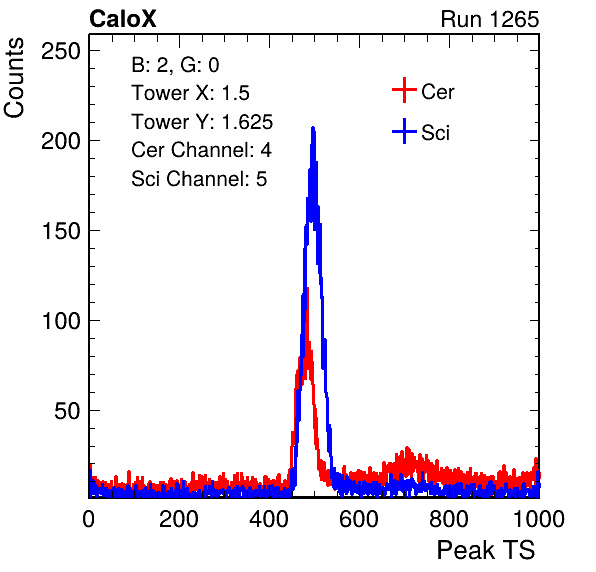 CaloX Run 1265
Counts
250
200
150
100
50
B: 2, G: 0
Tower X: 1.5
Tower Y: 1.625
Cer Channel: 4
Sci Channel: 5
Cer
Sci
0 200 400 600 800 1000
Peak TS